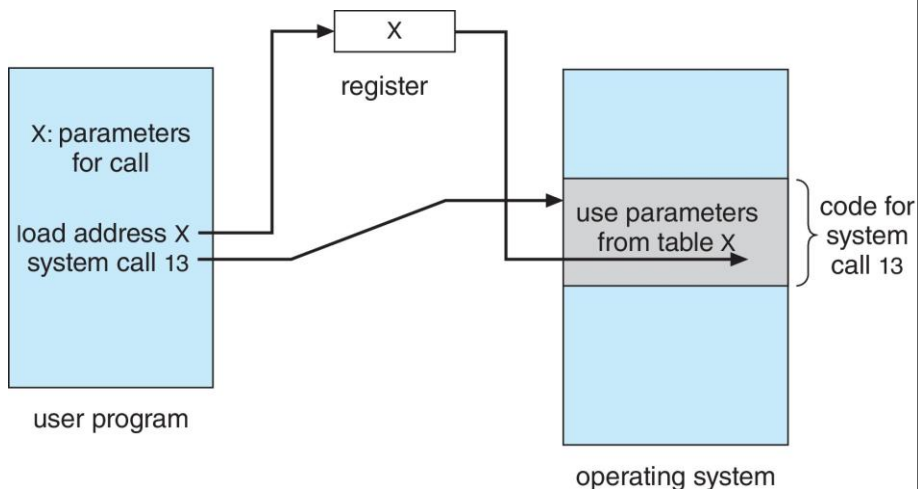 X
register
X: parameters
for call
load address X
system call 13
user program
use parameters
from table X
code for
system
call 13
operating system